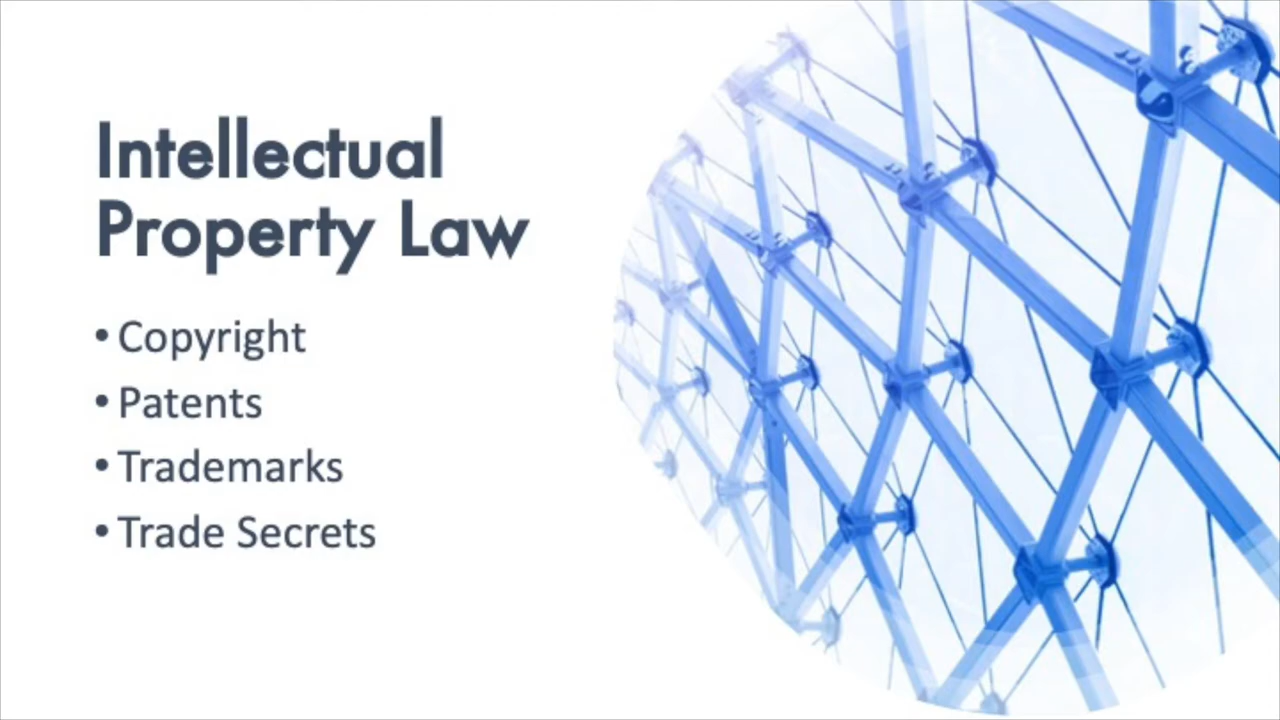 Intellectual
Property Law
• Copyright
• Patents
• Trademarks
• Trade Secrets